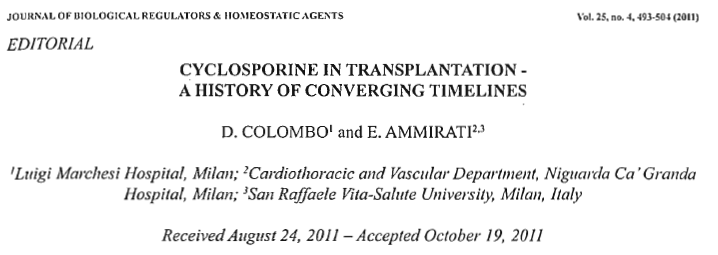 JOURNAL OF BIOLOGICAL REGULATORS & HOMEOSTATIC AGENTS Vol. 25, no. 4, 493-504 (2011)
EDITORIAL
CYCLOSPORINE IN TRANSPLANTATION -
A HISTORY OF CONVERGING TIMELINES
D. COLOMBO¹ and E. AMMIRATI²,³
¹Luigi Marchesi Hospital, Milan; ²Cardiothoracic and Vascular Department, Niguarda Ca' Granda
Hospital, Milan; ³San Raffaele Vita-Salute University, Milan, Italy
Received August 24, 2011 – Accepted October 19, 2011